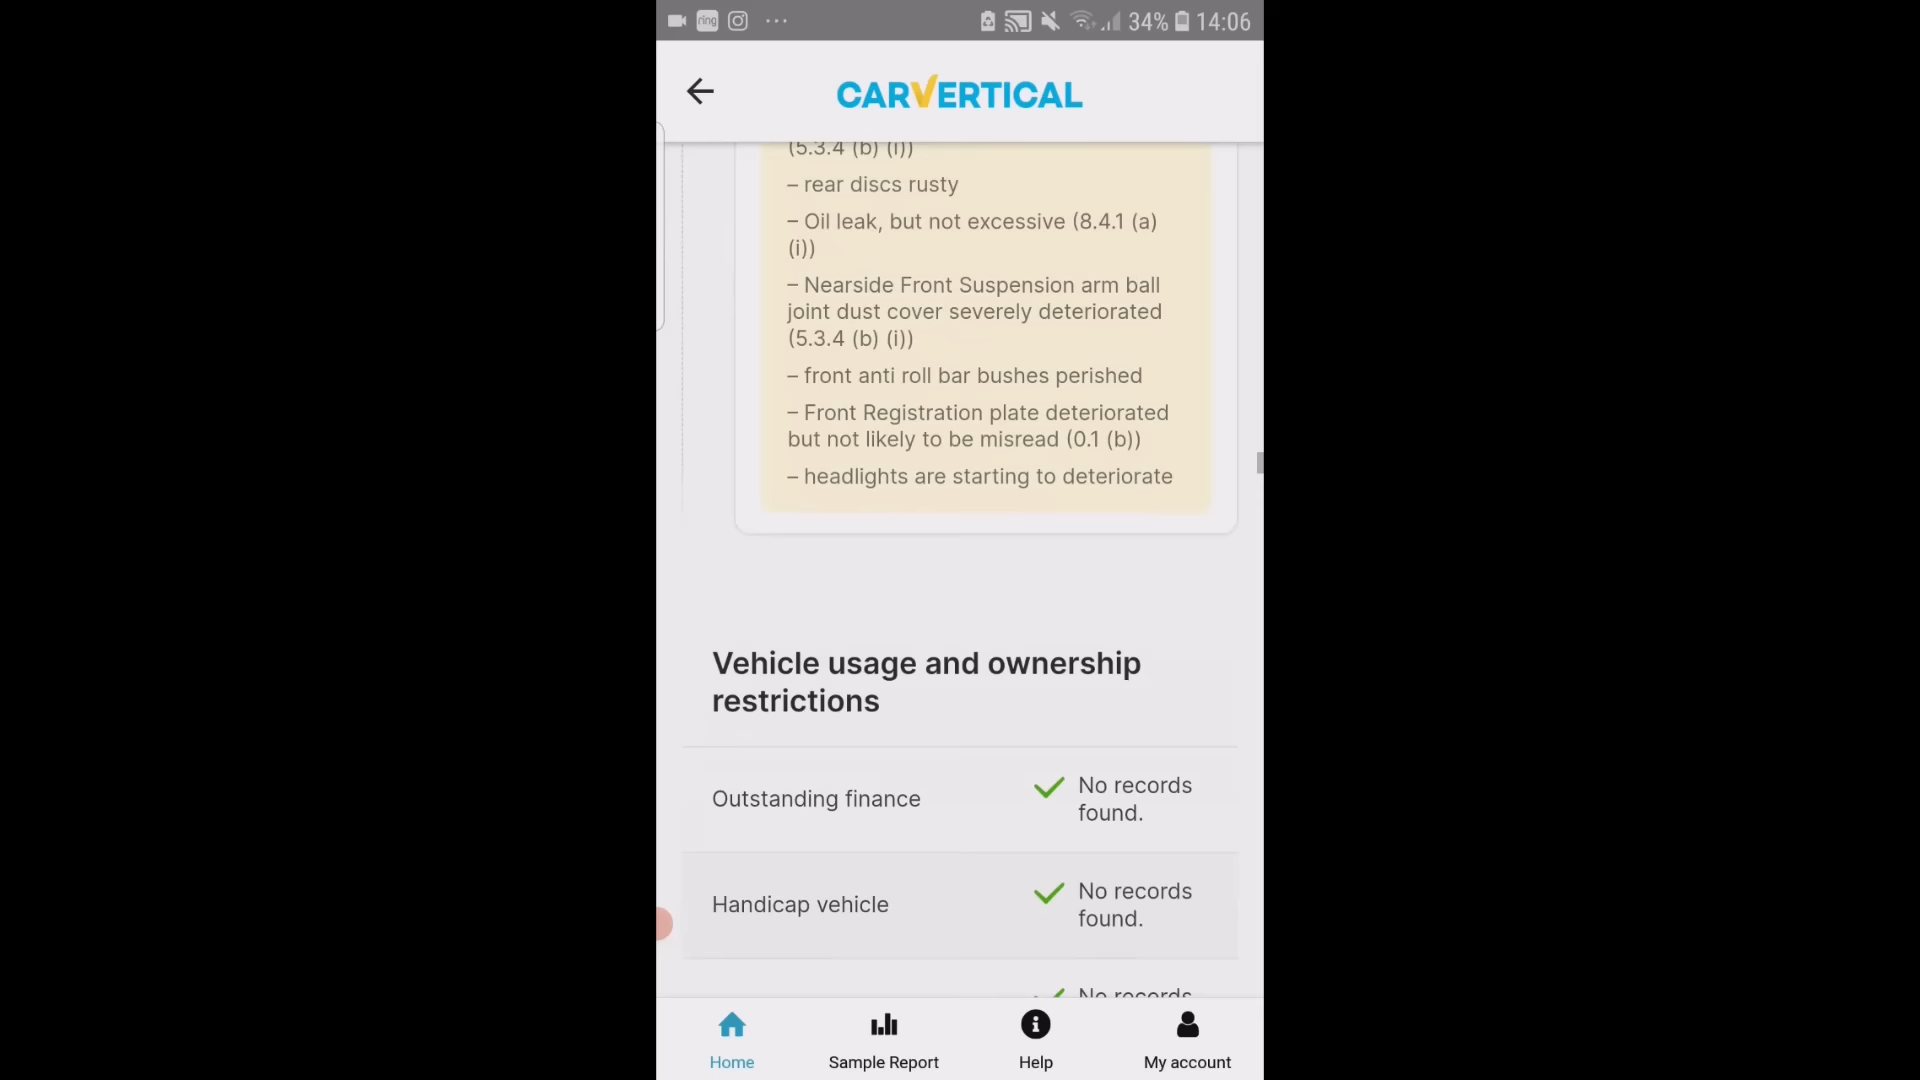 ring
34%
14:06
CARVERTICAL
(5.3.4 (b) (i))
– rear discs rusty
– Oil leak, but not excessive (8.4.1 (a)
(i))
– Nearside Front Suspension arm ball
joint dust cover severely deteriorated
(5.3.4 (b) (i))
– front anti roll bar bushes perished
– Front Registration plate deteriorated
but not likely to be misread (0.1 (b))
– headlights are starting to deteriorate
Vehicle usage and ownership
restrictions
Outstanding finance
No records
found.
Handicap vehicle
No records
found.
No records
Home
Sample Report
Help
My account